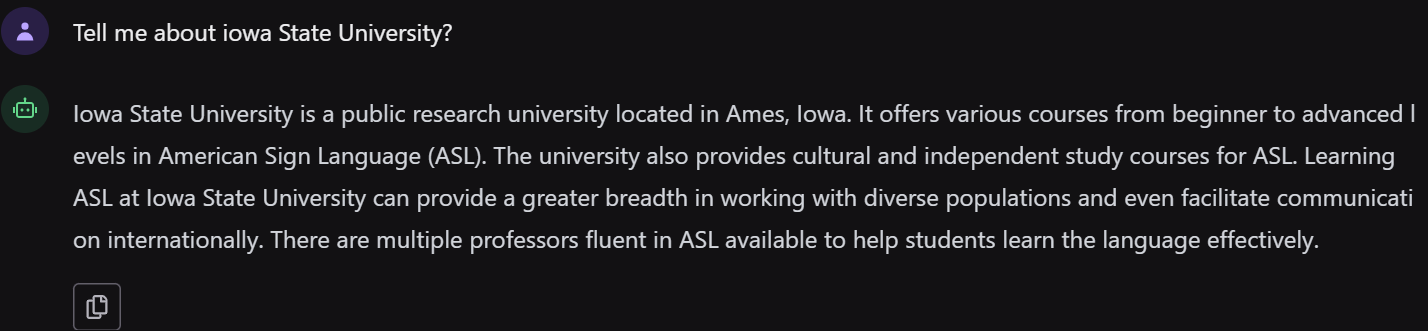 Tell me about iowa State University?
Iowa State University is a public research university located in Ames, Iowa. It offers various courses from beginner to advanced l
evels in American Sign Language (ASL). The university also provides cultural and independent study courses for ASL. Learning
ASL at Iowa State University can provide a greater breadth in working with diverse populations and even facilitate communicati
on internationally. There are multiple professors fluent in ASL available to help students learn the language effectively.